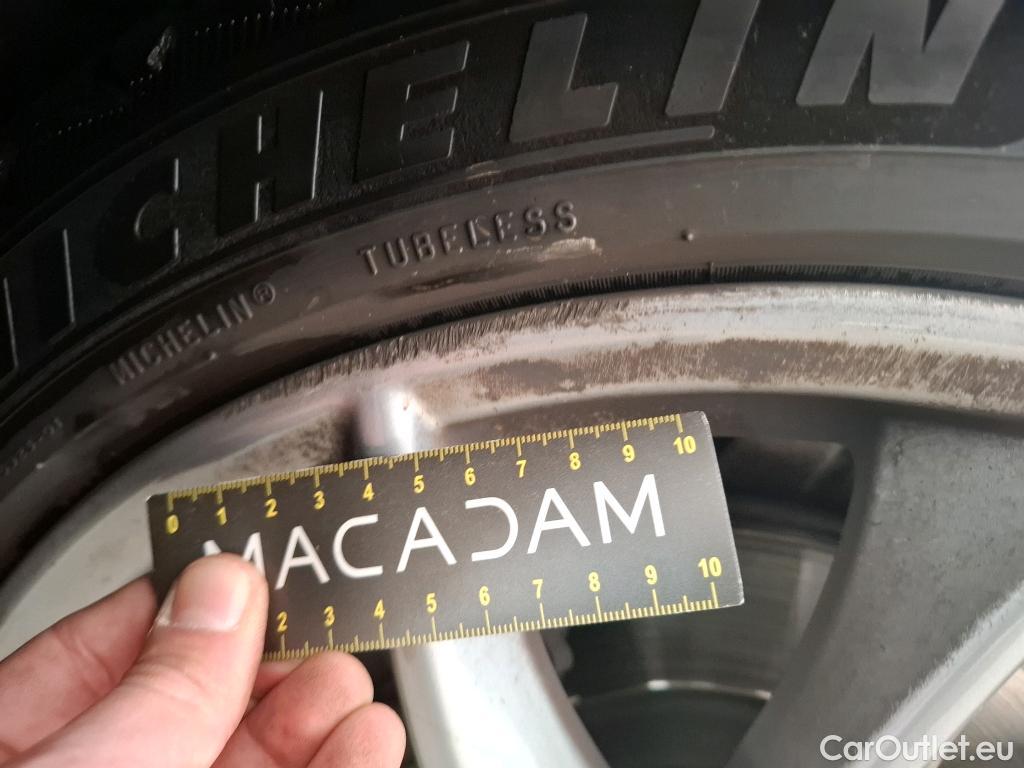 MICHELIN
TUBELESS
MICHELIN®
0 1 2 3 4 5 6 7 8 9 10
MACADAM
2 3 4 5 6 7 8 9 10
CarOutlet.eu